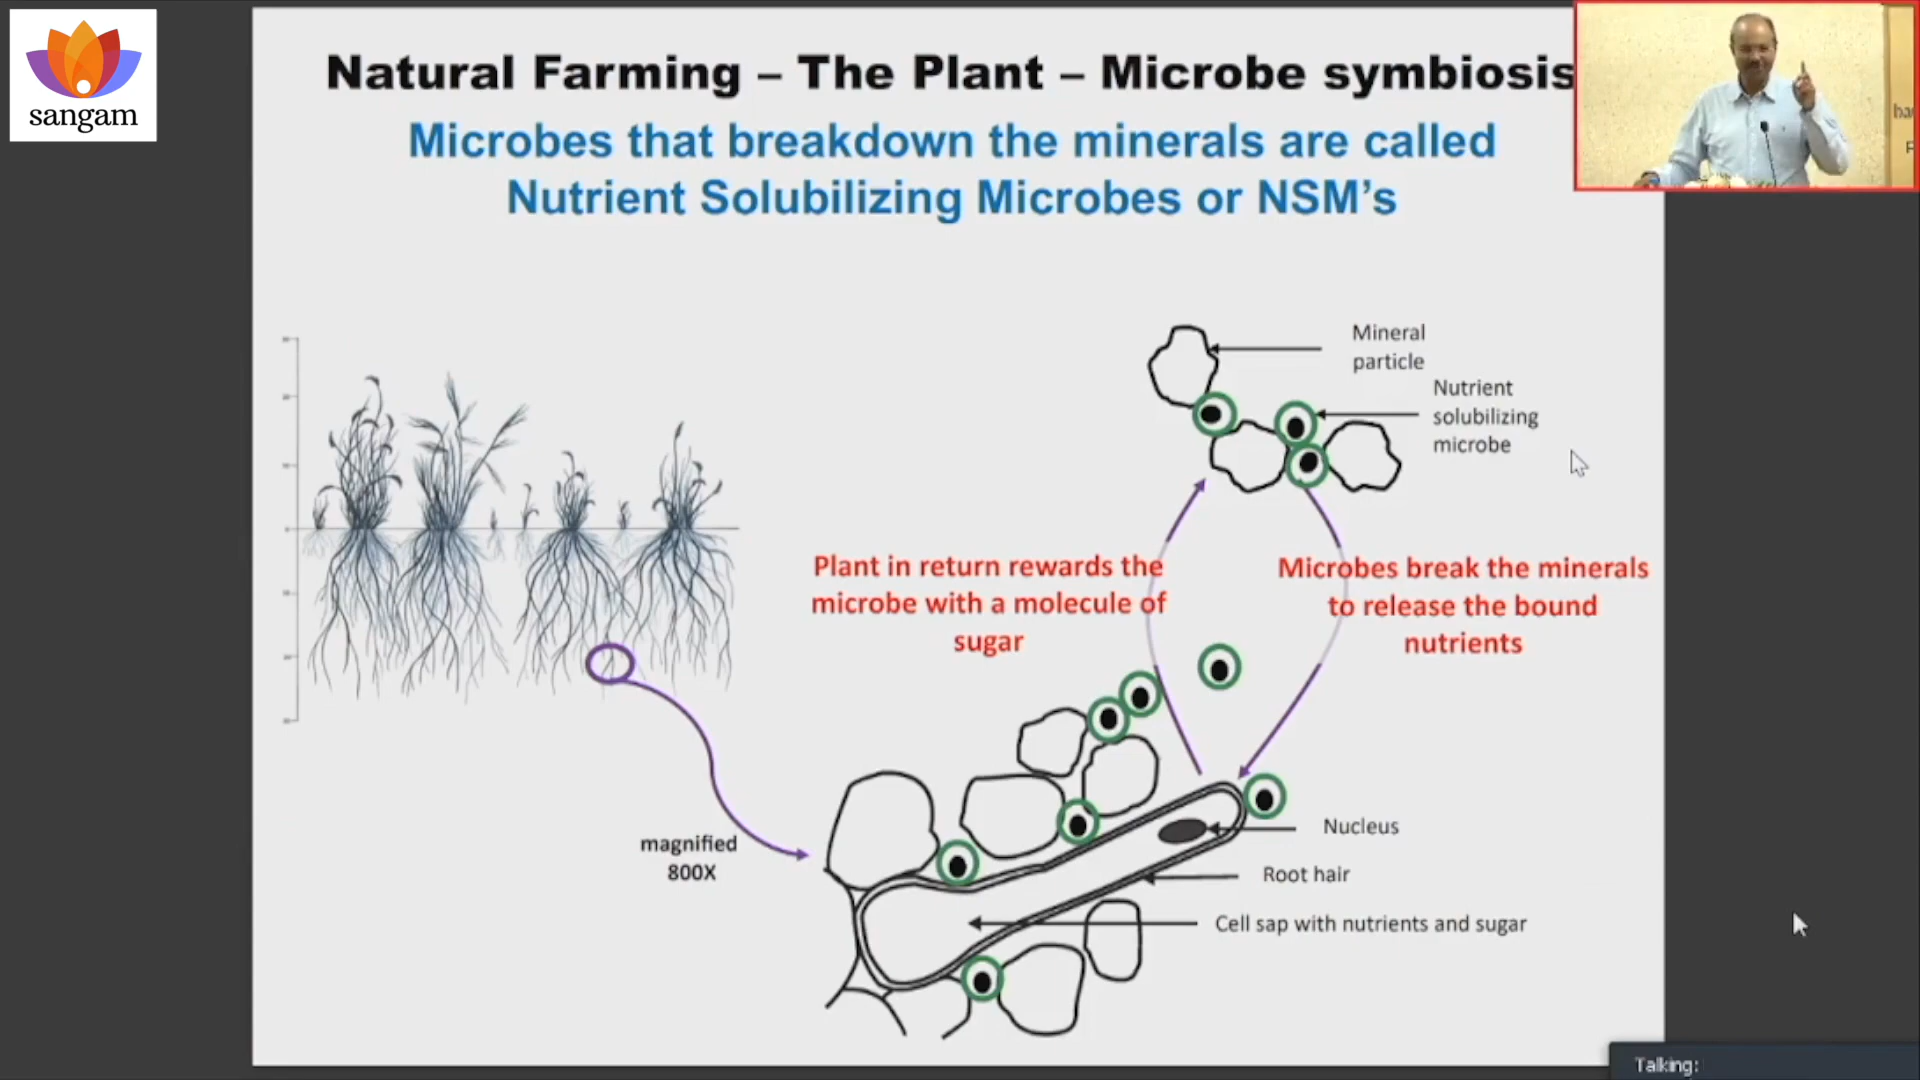 sangam
Natural Farming – The Plant – Microbe symbiosis
Microbes that breakdown the minerals are called
Nutrient Solubilizing Microbes or NSM's
Mineral
particle
Nutrient
solubilizing
microbe
Plant in return rewards the
microbe with a molecule of
sugar
Microbes break the minerals
to release the bound
nutrients
magnified
800X
Nucleus
Root hair
Cell sap with nutrients and sugar
Talking: